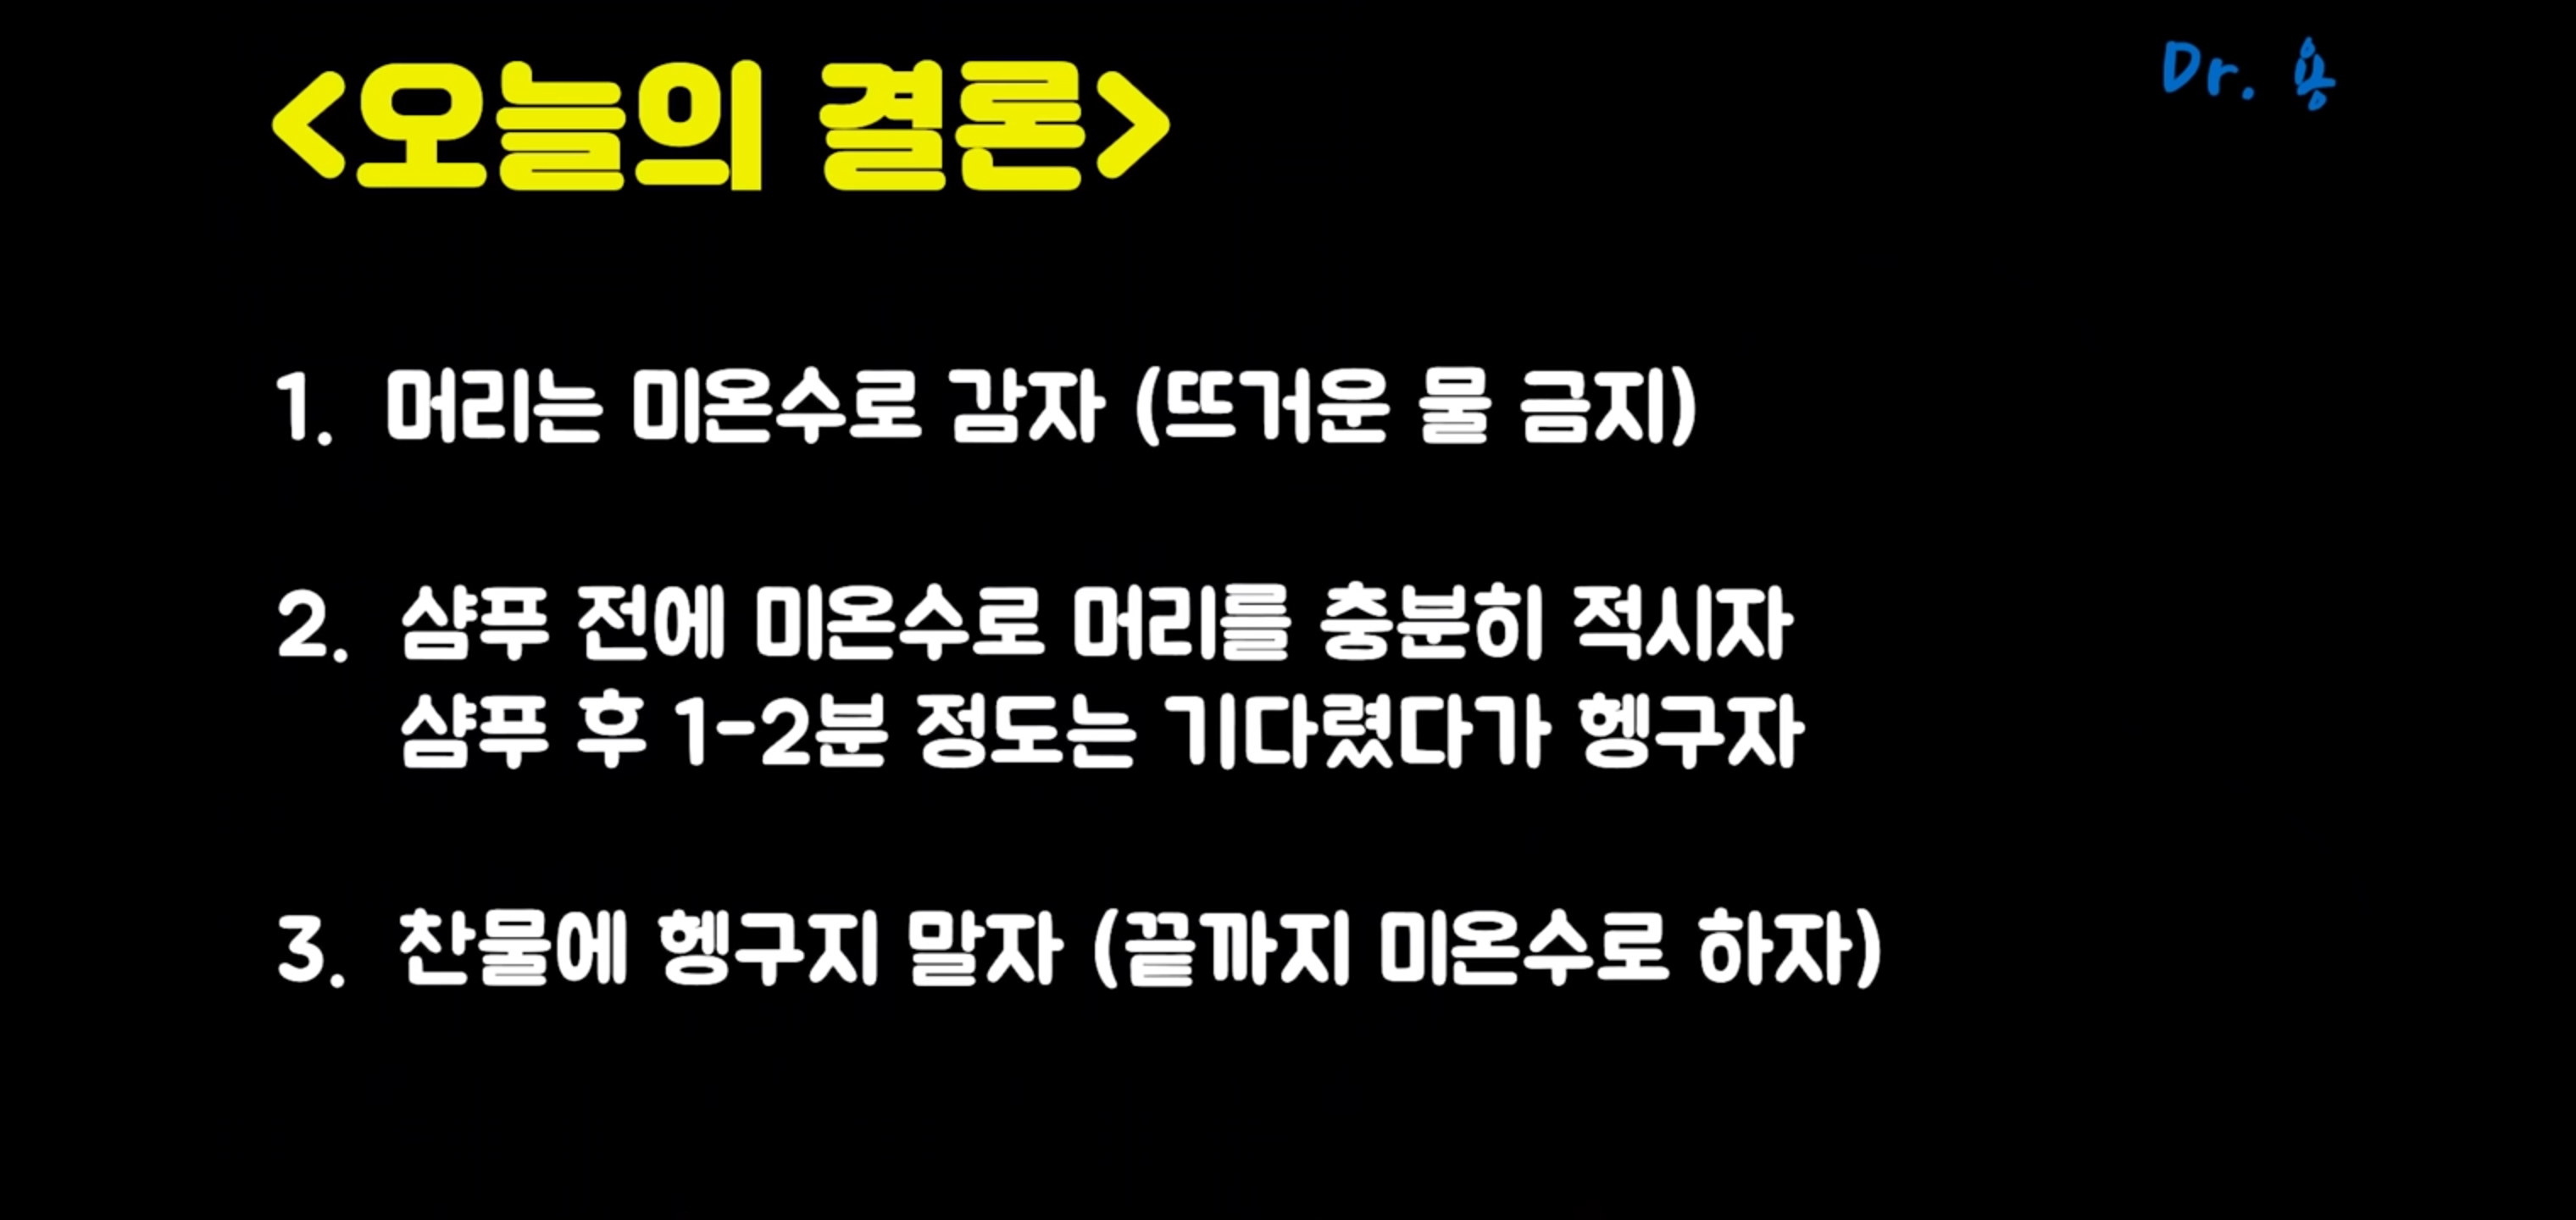 <오늘의 결론>
Dr. 용
1. 머리는 미온수로 감자 (뜨거운 물 금지)
2. 샴푸 전에 미온수로 머리를 충분히 적시자
샴푸 후 1-2분 정도는 기다렸다가 헹구자
3. 찬물에 헹구지 말자 (끝까지 미온수로 하자)